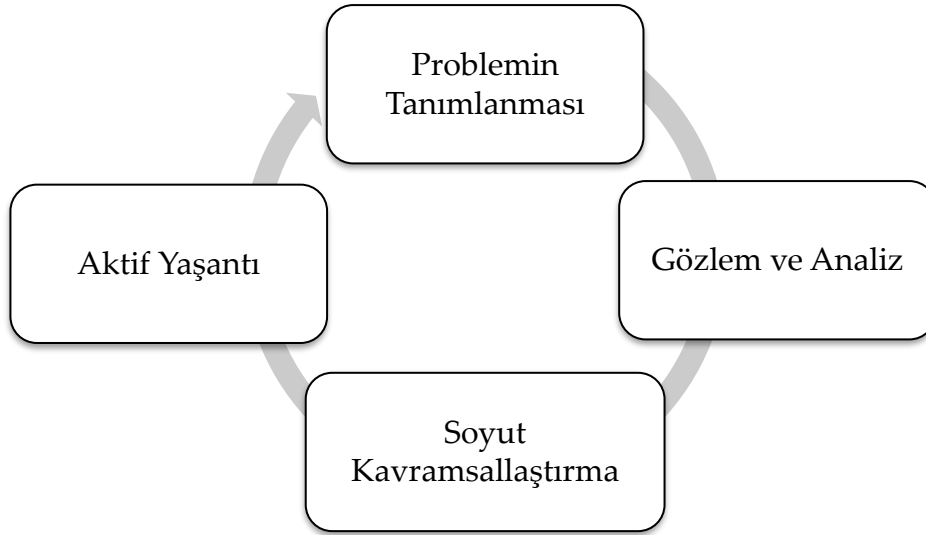 Problemin
Tanımlanması
Gözlem ve Analiz
Soyut
Kavramsallaştırma
Aktif Yaşantı